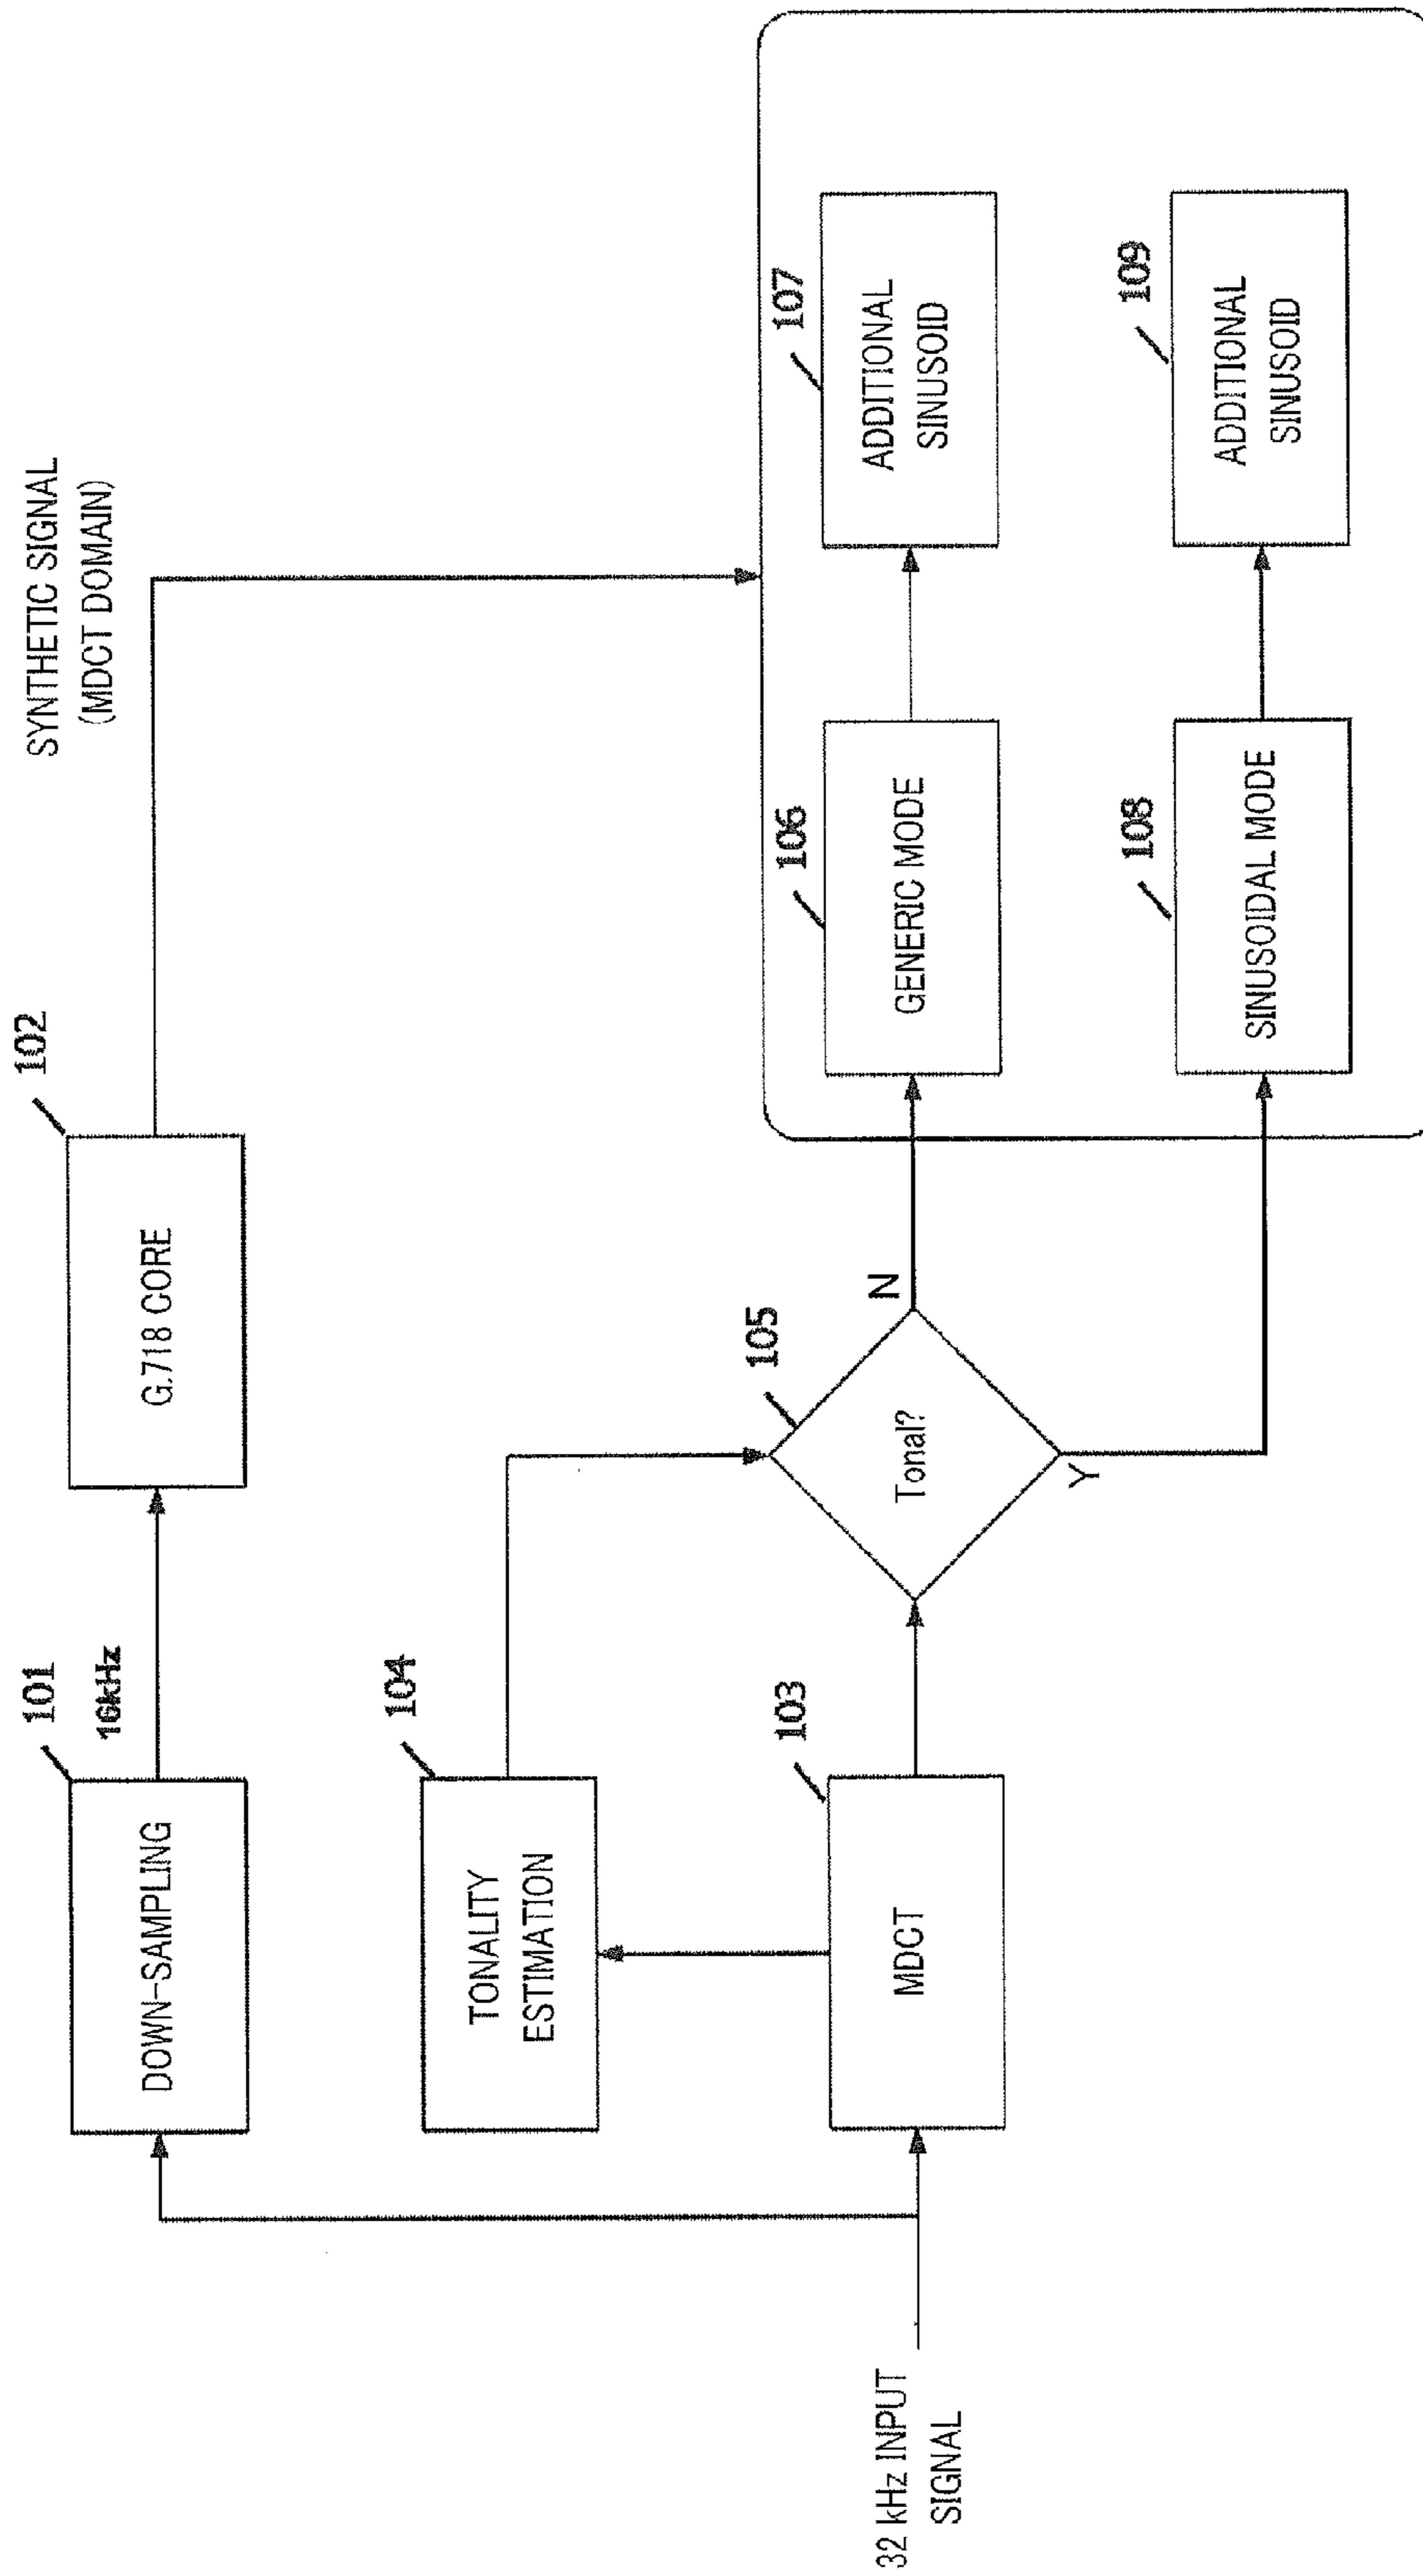 SYNTHETIC SIGNAL
(MDCT DOMAIN)
101
DOWN-SAMPLING
16kHz
102
G.718 CORE
104
TONALITY
ESTIMATION
103
MDCT
32 kHz INPUT
SIGNAL
105
Tonal?
N
Y
106
GENERIC MODE
107
ADDITIONAL
SINUSOID
108
SINUSOIDAL MODE
109
ADDITIONAL
SINUSOID